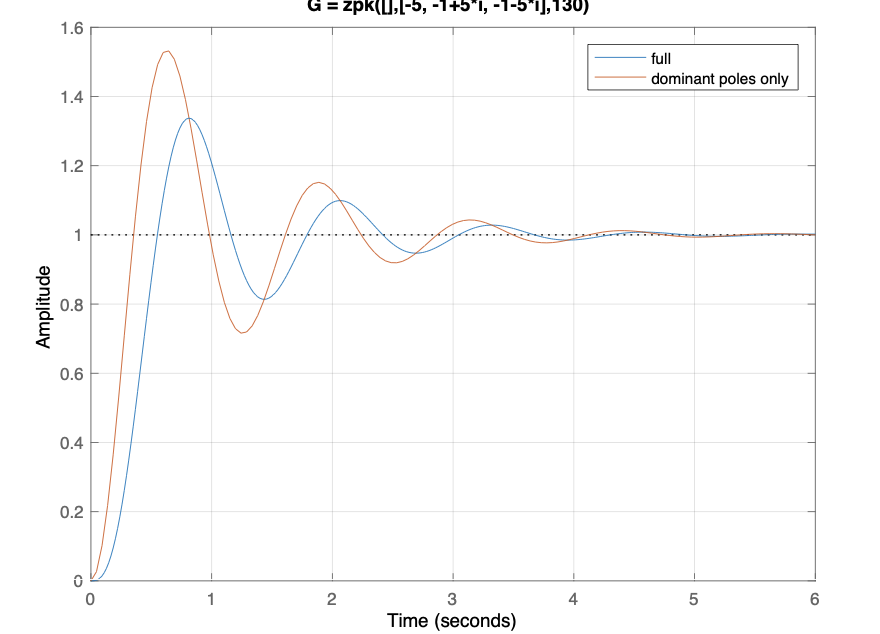 G = zpk([],[-5, -1+5*i, -1-5*i],130)
1.6
full
dominant poles only
1.4
1.2
1
0.8
0.6
0.4
0.2
0
Amplitude
0 1 2 3 4 5 6
Time (seconds)